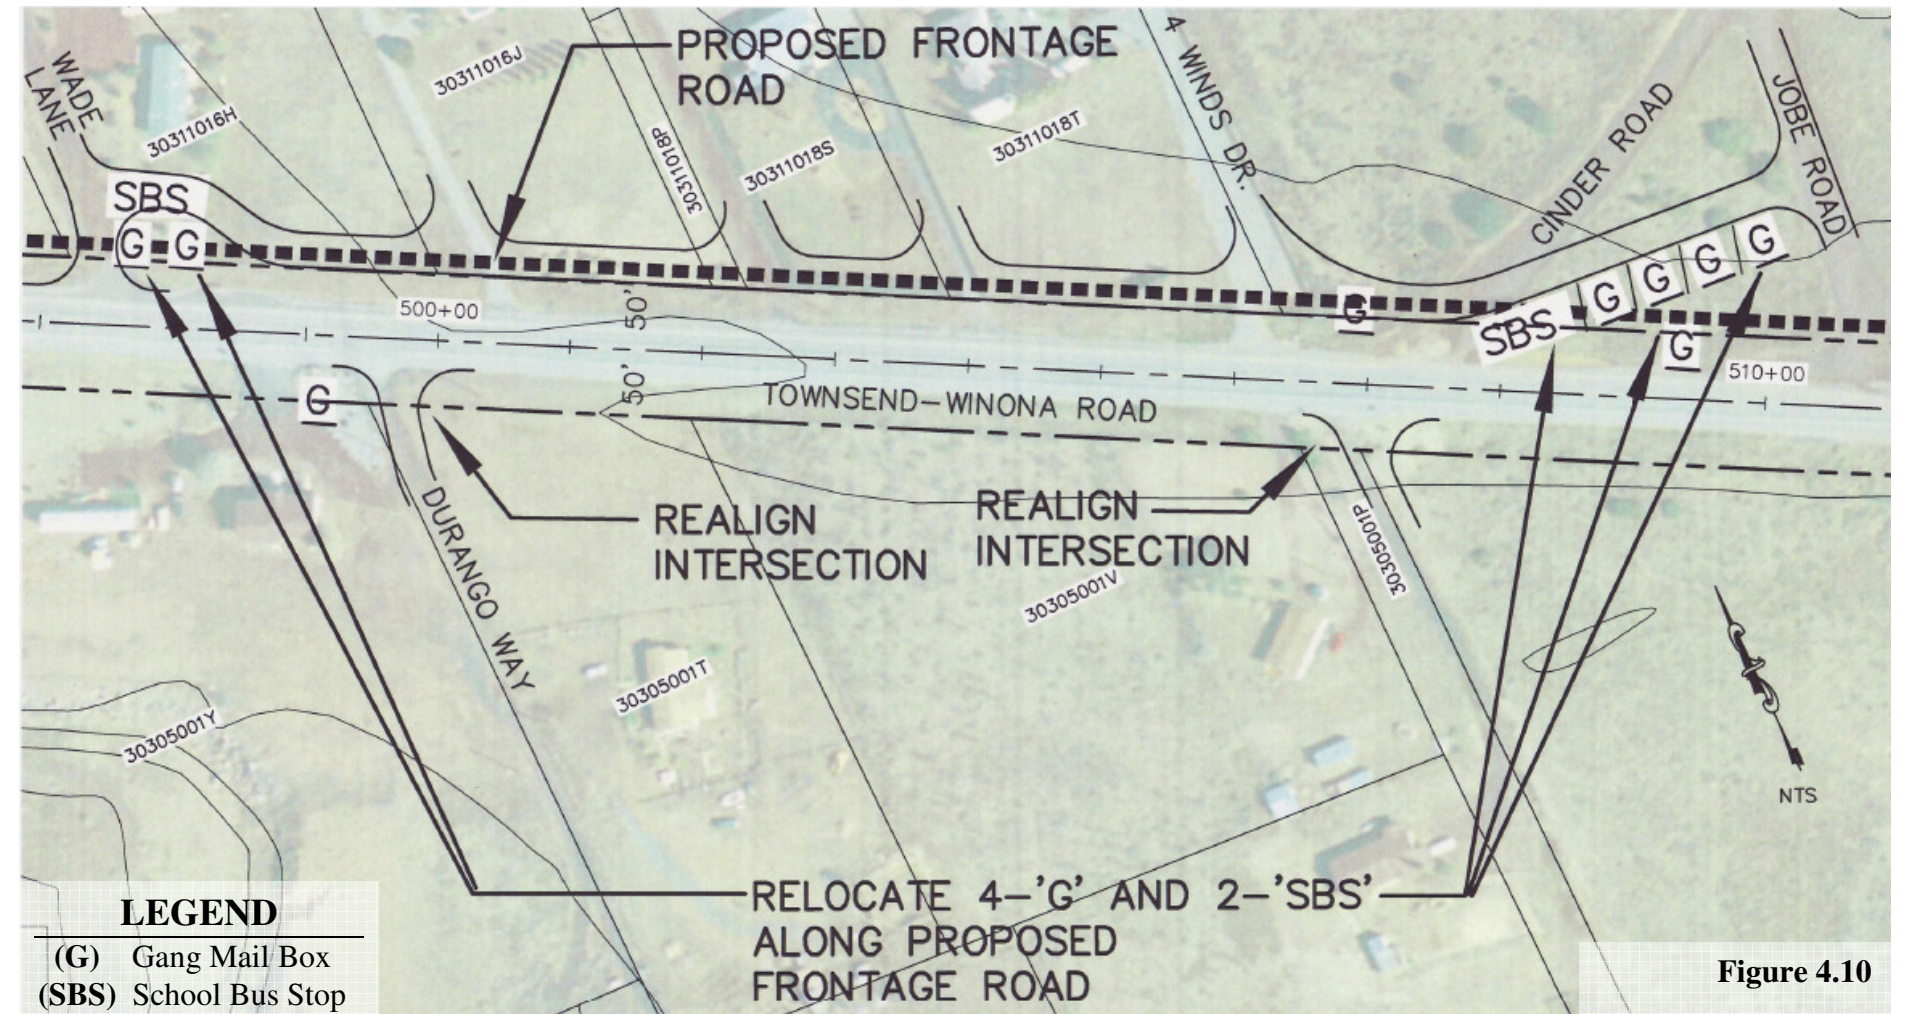 PROPOSED FRONTAGE
ROAD
WADE
LANE
30311016H
30311016J
30311018P
30311018S
30311018T
4 WINDS DR.
CINDER ROAD
JOBE ROAD
SBS
G G
G
SBS
G G G G
G
500+00
50'
50'
510+00
G
TOWNSEND-WINONA ROAD
REALIGN
INTERSECTION
REALIGN
INTERSECTION
DURANGO WAY
30305001P
30305001V
30305001T
30305001Y
NTS
RELOCATE 4-'G' AND 2-'SBS'
ALONG PROPOSED
FRONTAGE ROAD
LEGEND
(G) Gang Mail Box
(SBS) School Bus Stop
Figure 4.10